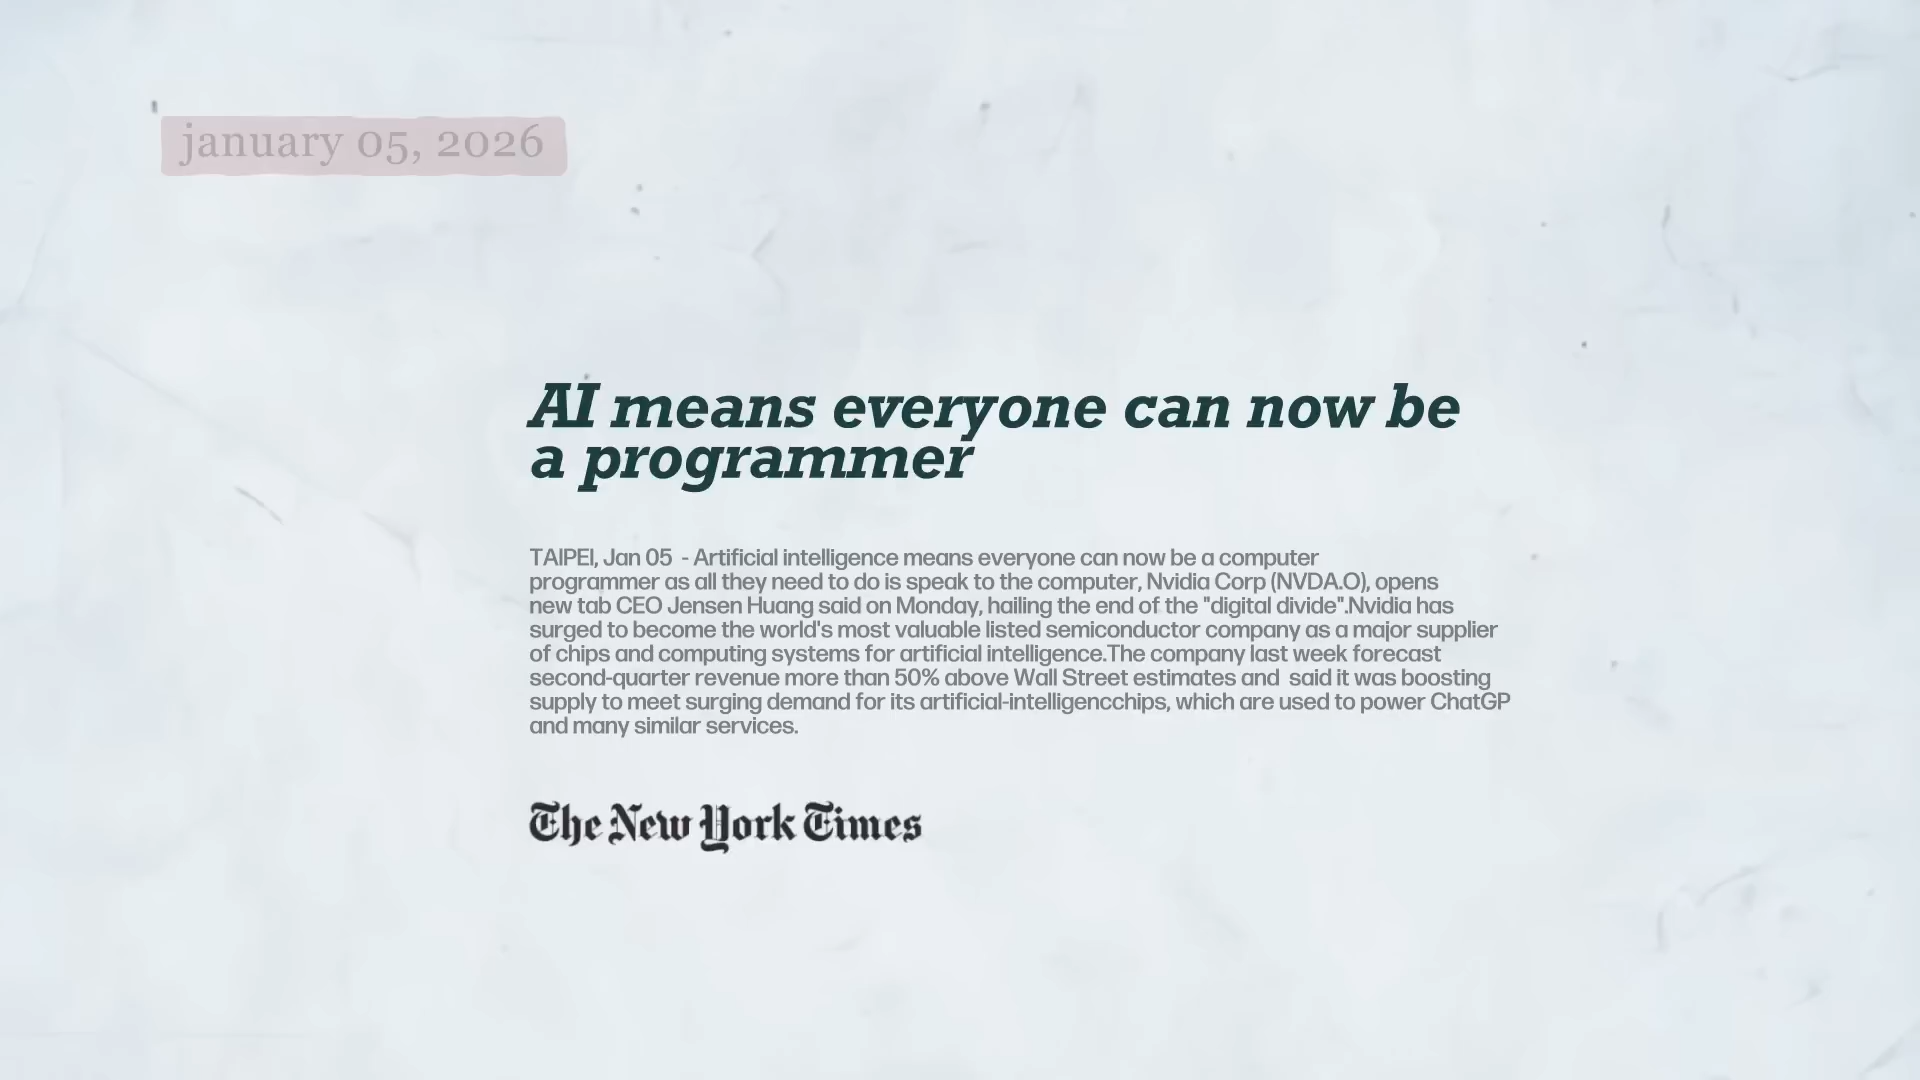 january 05, 2026
AI means everyone can now be
a programmer
TAIPEI, Jan 05  - Artificial intelligence means everyone can now be a computer
programmer as all they need to do is speak to the computer, Nvidia Corp (NVDA.O), opens
new tab CEO Jensen Huang said on Monday, hailing the end of the "digital divide".Nvidia has
surged to become the world's most valuable listed semiconductor company as a major supplier
of chips and computing systems for artificial intelligence.The company last week forecast
second-quarter revenue more than 50% above Wall Street estimates and  said it was boosting
supply to meet surging demand for its artificial-intelligencchips, which are used to power ChatGP
and many similar services.
The New York Times